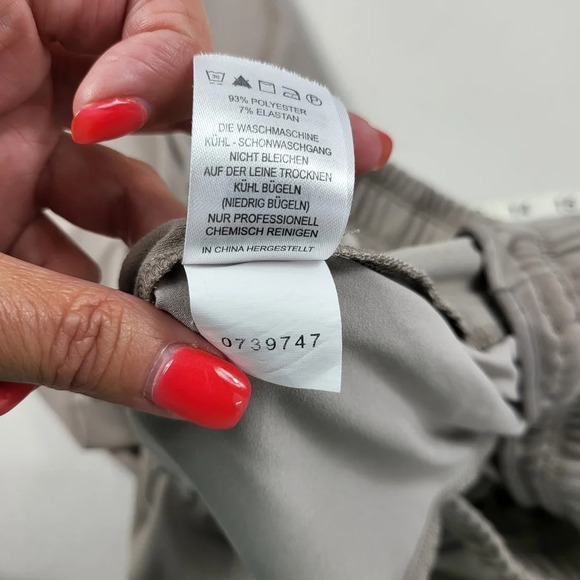 93% POLYESTER
7% ELASTAN
DIE WASCHMASCHINE
KÜHL - SCHONWASCHGANG
NICHT BLEICHEN
AUF DER LEINE TROCKNEN
KÜHL BÜGELN
(NIEDRIG BÜGELN)
NUR PROFESSIONELL
CHEMISCH REINIGEN
IN CHINA HERGESTELLT
0739747